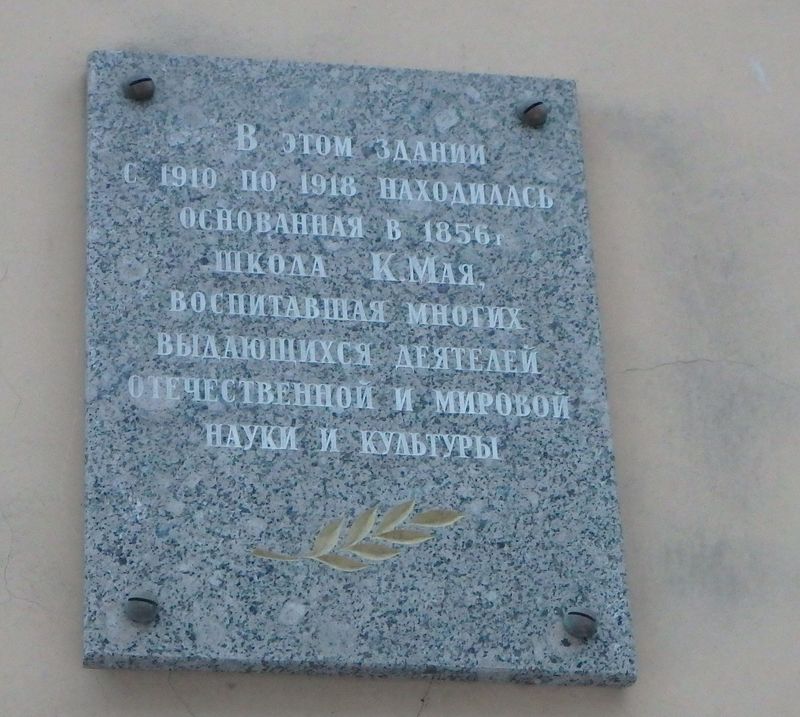 В ЭТОМ ЗДАНИИ
С 1910 ПО 1918 НАХОДИЛАСЬ
ОСНОВАННАЯ В 1856г
ШКОЛА К.МАЯ,
ВОСПИТАВШАЯ МНОГИХ
ВЫДАЮЩИХСЯ ДЕЯТЕЛЕЙ
ОТЕЧЕСТВЕННОЙ И МИРОВОЙ
НАУКИ И КУЛЬТУРЫ